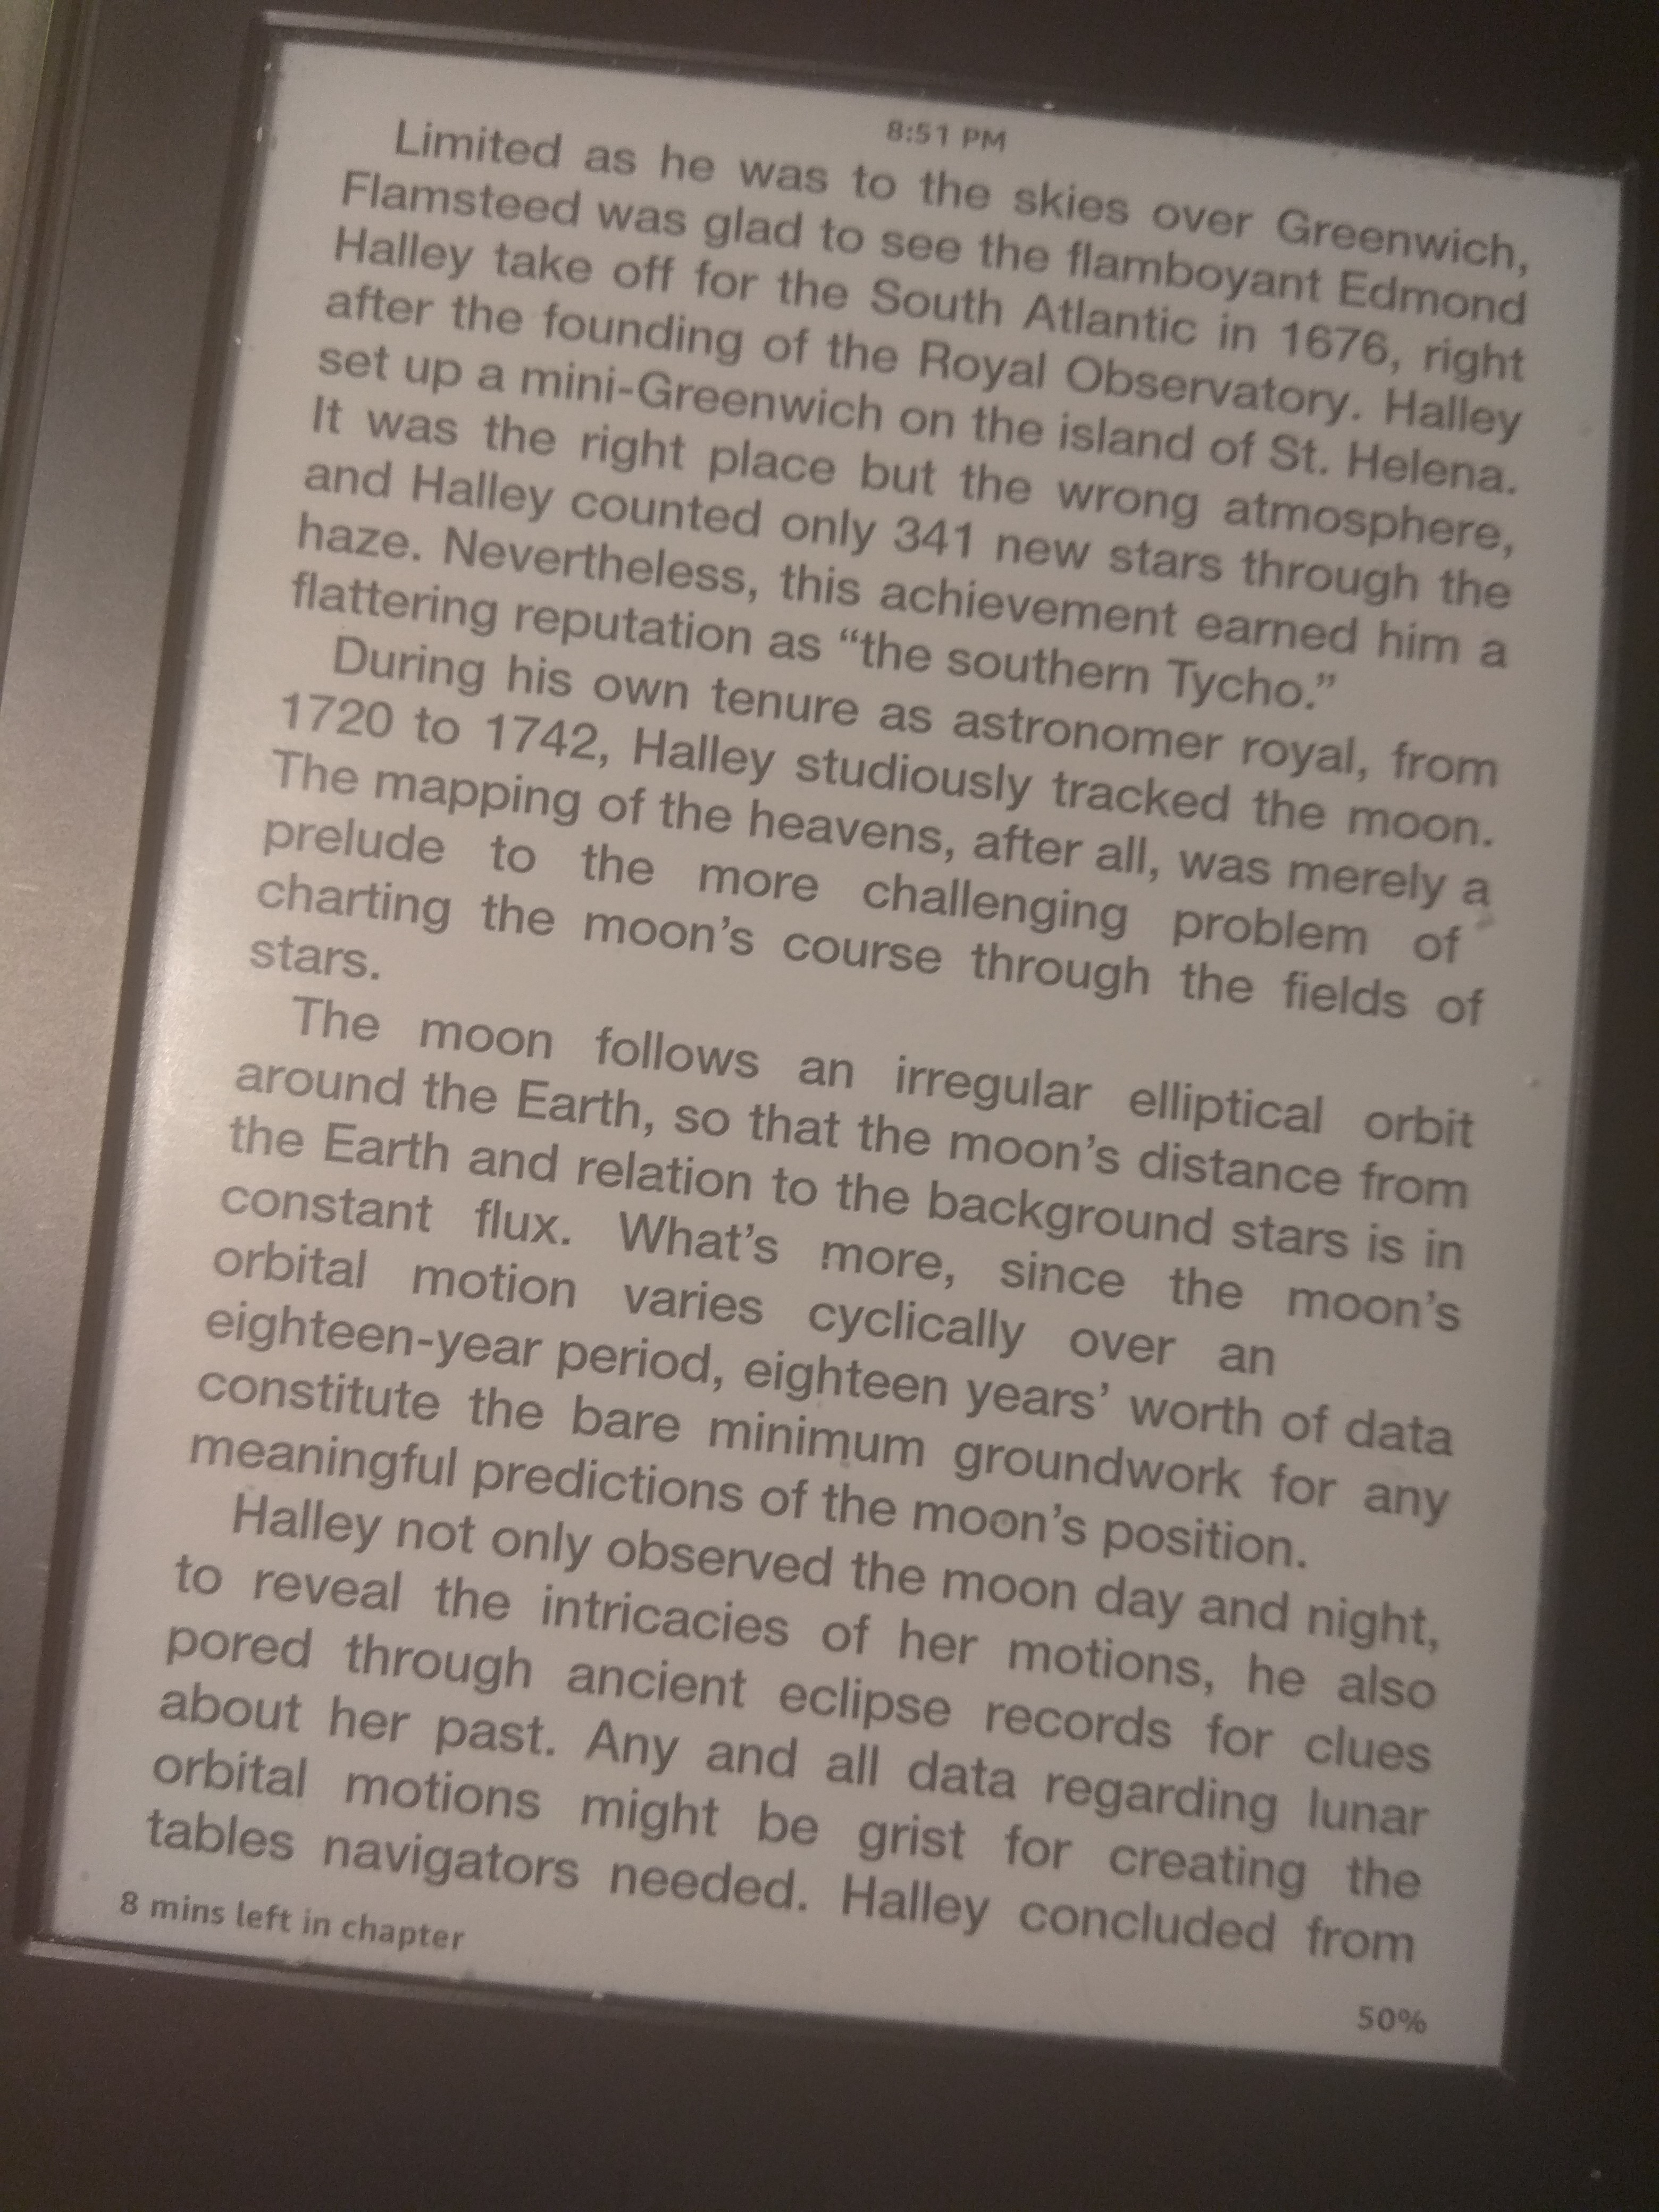 8:51 PM
Limited as he was to the skies over Greenwich,
Flamsteed was glad to see the flamboyant Edmond
Halley take off for the South Atlantic in 1676, right
after the founding of the Royal Observatory. Halley
set up a mini-Greenwich on the island of St. Helena.
It was the right place but the wrong atmosphere,
and Halley counted only 341 new stars through the
haze. Nevertheless, this achievement earned him a
flattering reputation as “the southern Tycho.”
During his own tenure as astronomer royal, from
1720 to 1742, Halley studiously tracked the moon.
The mapping of the heavens, after all, was merely a
prelude to the more challenging problem of
charting the moon’s course through the fields of
stars.
The moon follows an irregular elliptical orbit
around the Earth, so that the moon’s distance from
the Earth and relation to the background stars is in
constant flux. What’s more, since the moon’s
orbital motion varies cyclically over an
eighteen-year period, eighteen years’ worth of data
constitute the bare minimum groundwork for any
meaningful predictions of the moon’s position.
Halley not only observed the moon day and night,
to reveal the intricacies of her motions, he also
pored through ancient eclipse records for clues
about her past. Any and all data regarding lunar
orbital motions might be grist for creating the
tables navigators needed. Halley concluded from
8 mins left in chapter
50%